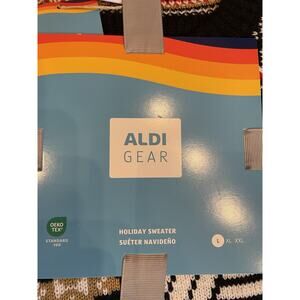 ALDI
GEAR
OEKO
TEX
STANDARD
100
HOLIDAY SWEATER
SUÉTER NAVIDEÑO
L XL XXL